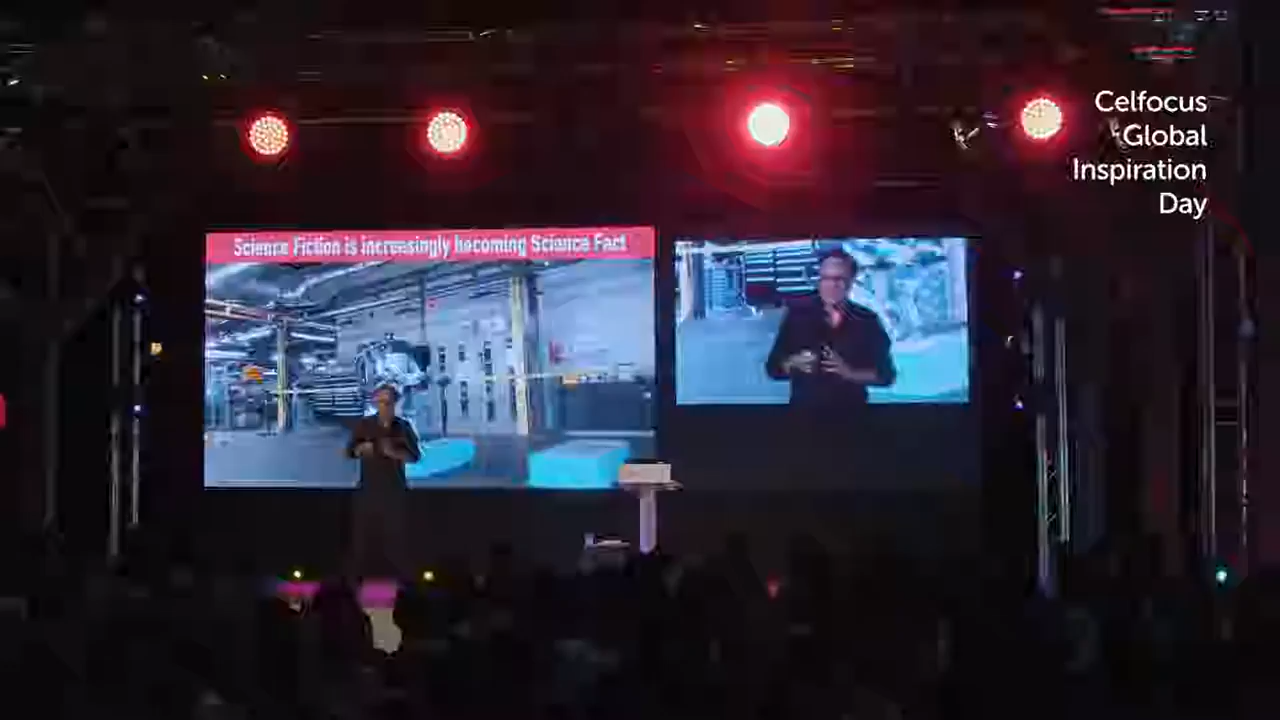 Celfocus
Global
Inspiration
Day
Science Fiction is increasingly becoming Science Fact